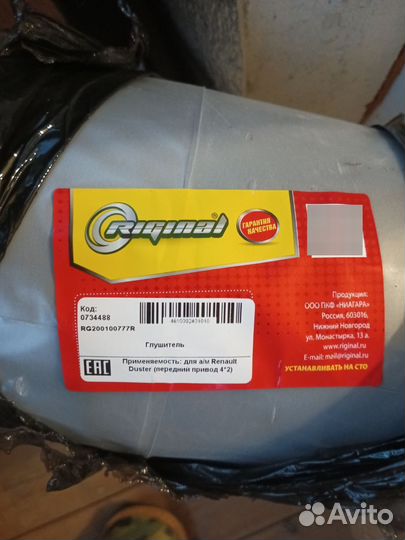 RIGINAL®
ГАРАНТИЯ
КАЧЕСТВА
Код:
0734488
RG200100777R
Глушитель
EAC
Применяемость: для а/м Renault
Duster (передний привод 4*2)
Продукция:
ООО ПКФ «НИАГАРА»
Россия, 603016,
Нижний Новгород
ул. Монастырка, 13 а.
www.riginal.ru
E-mail: mail@riginal.ru
УСТАНАВЛИВАТЬ НА СТО
Avito